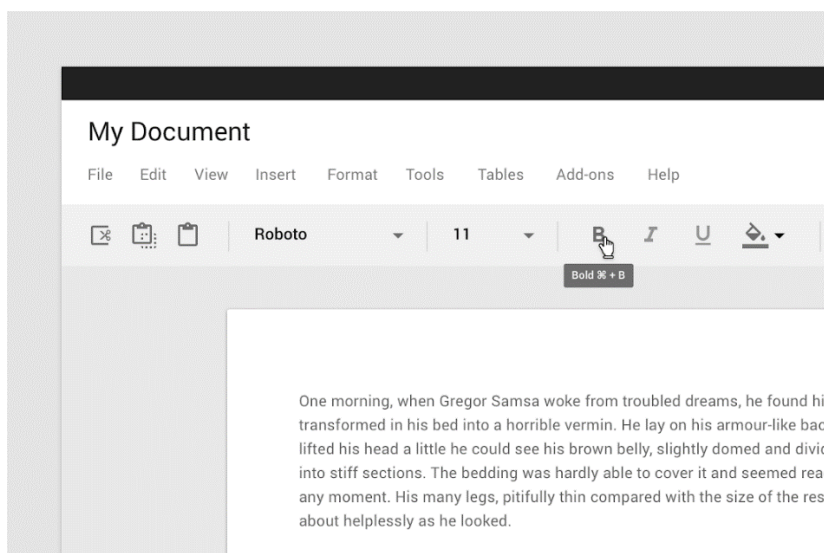 My Document
File Edit View Insert Format Tools Tables Add-ons Help
Roboto 11 B I U
Bold ⌘ + B
One morning, when Gregor Samsa woke from troubled dreams, he found
transformed in his bed into a horrible vermin. He lay on his armour-like
lifted his head a little he could see his brown belly, slightly domed and
into stiff sections. The bedding was hardly able to cover it and seemed
any moment. His many legs, pitifully thin compared with the size of the
about helplessly as he looked.